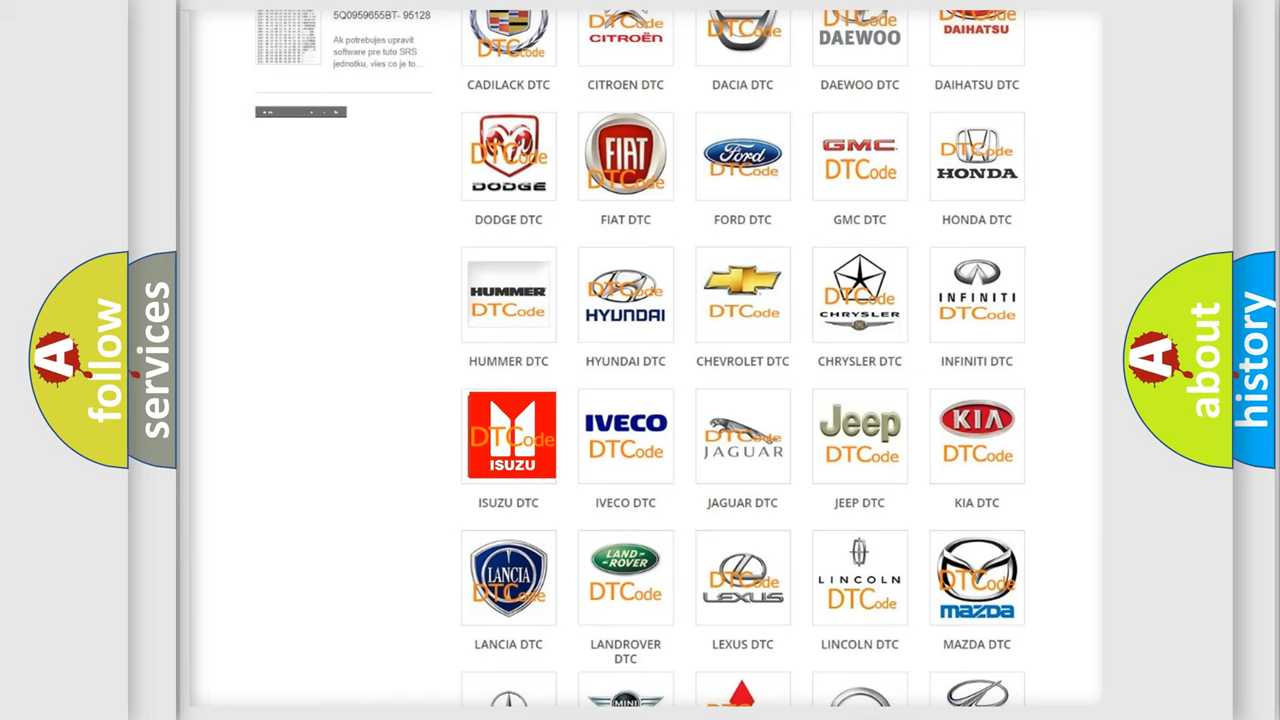 5Q0959655BT- 95128
Ak potrebujes upravit
software pre tuto SRS
jednotku, vies co je to...
DTCode
DTCode
CITROËN
DTCode
DAEWOO
DAIHATSU
CADILACK DTC
CITROEN DTC
DACIA DTC
DAEWOO DTC
DAIHATSU DTC
DTCode
DODGE
FIAT
DTCode
Ford
DTCode
GMC
DTCode
DTCode
HONDA
DODGE DTC
FIAT DTC
FORD DTC
GMC DTC
HONDA DTC
HUMMER
DTCode
DTCode
HYUNDAI
DTCode
DTCode
CHRYSLER
INFINITI
DTCode
HUMMER DTC
HYUNDAI DTC
CHEVROLET DTC
CHRYSLER DTC
INFINITI DTC
DTCode
ISUZU
IVECO
DTCode
DTCode
JAGUAR
Jeep
DTCode
KIA
DTCode
ISUZU DTC
IVECO DTC
JAGUAR DTC
JEEP DTC
KIA DTC
LANCIA
DTCode
LAND-
ROVER
DTCode
DTCode
LEXUS
LINCOLN
DTCode
DTCode
mazda
LANCIA DTC
LANDROVER
DTC
LEXUS DTC
LINCOLN DTC
MAZDA DTC
MINI
A
follow
services
A
about
history